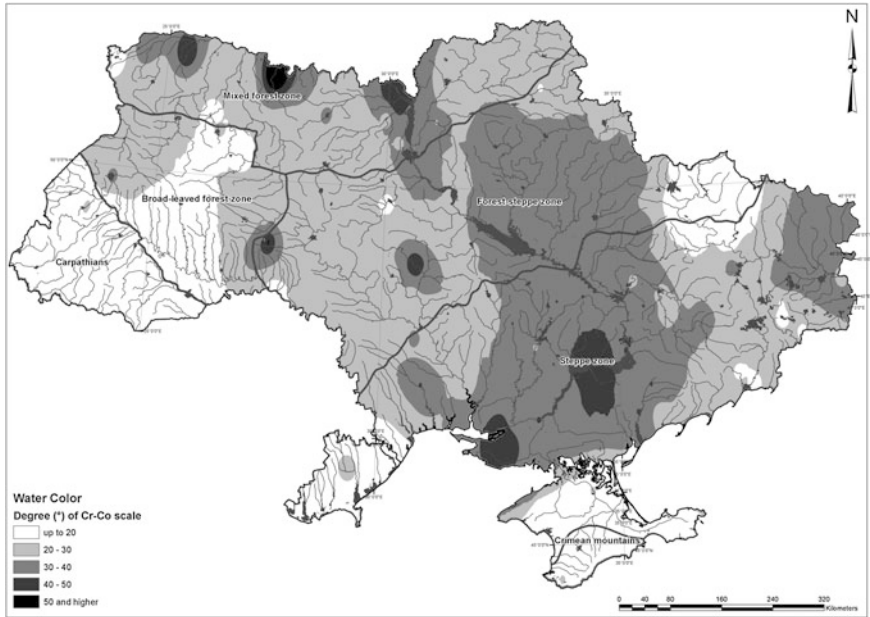 N
Mixed forest zone
Broad-leaved forest zone
Forest-steppe zone
Carpathians
Steppe zone
Crimean mountains
Water Color
Degree (°) of Cr-Co scale
up to 20
20 - 30
30 - 40
40 - 50
50 and higher
0 20 40 80 160 240 320
Kilometers